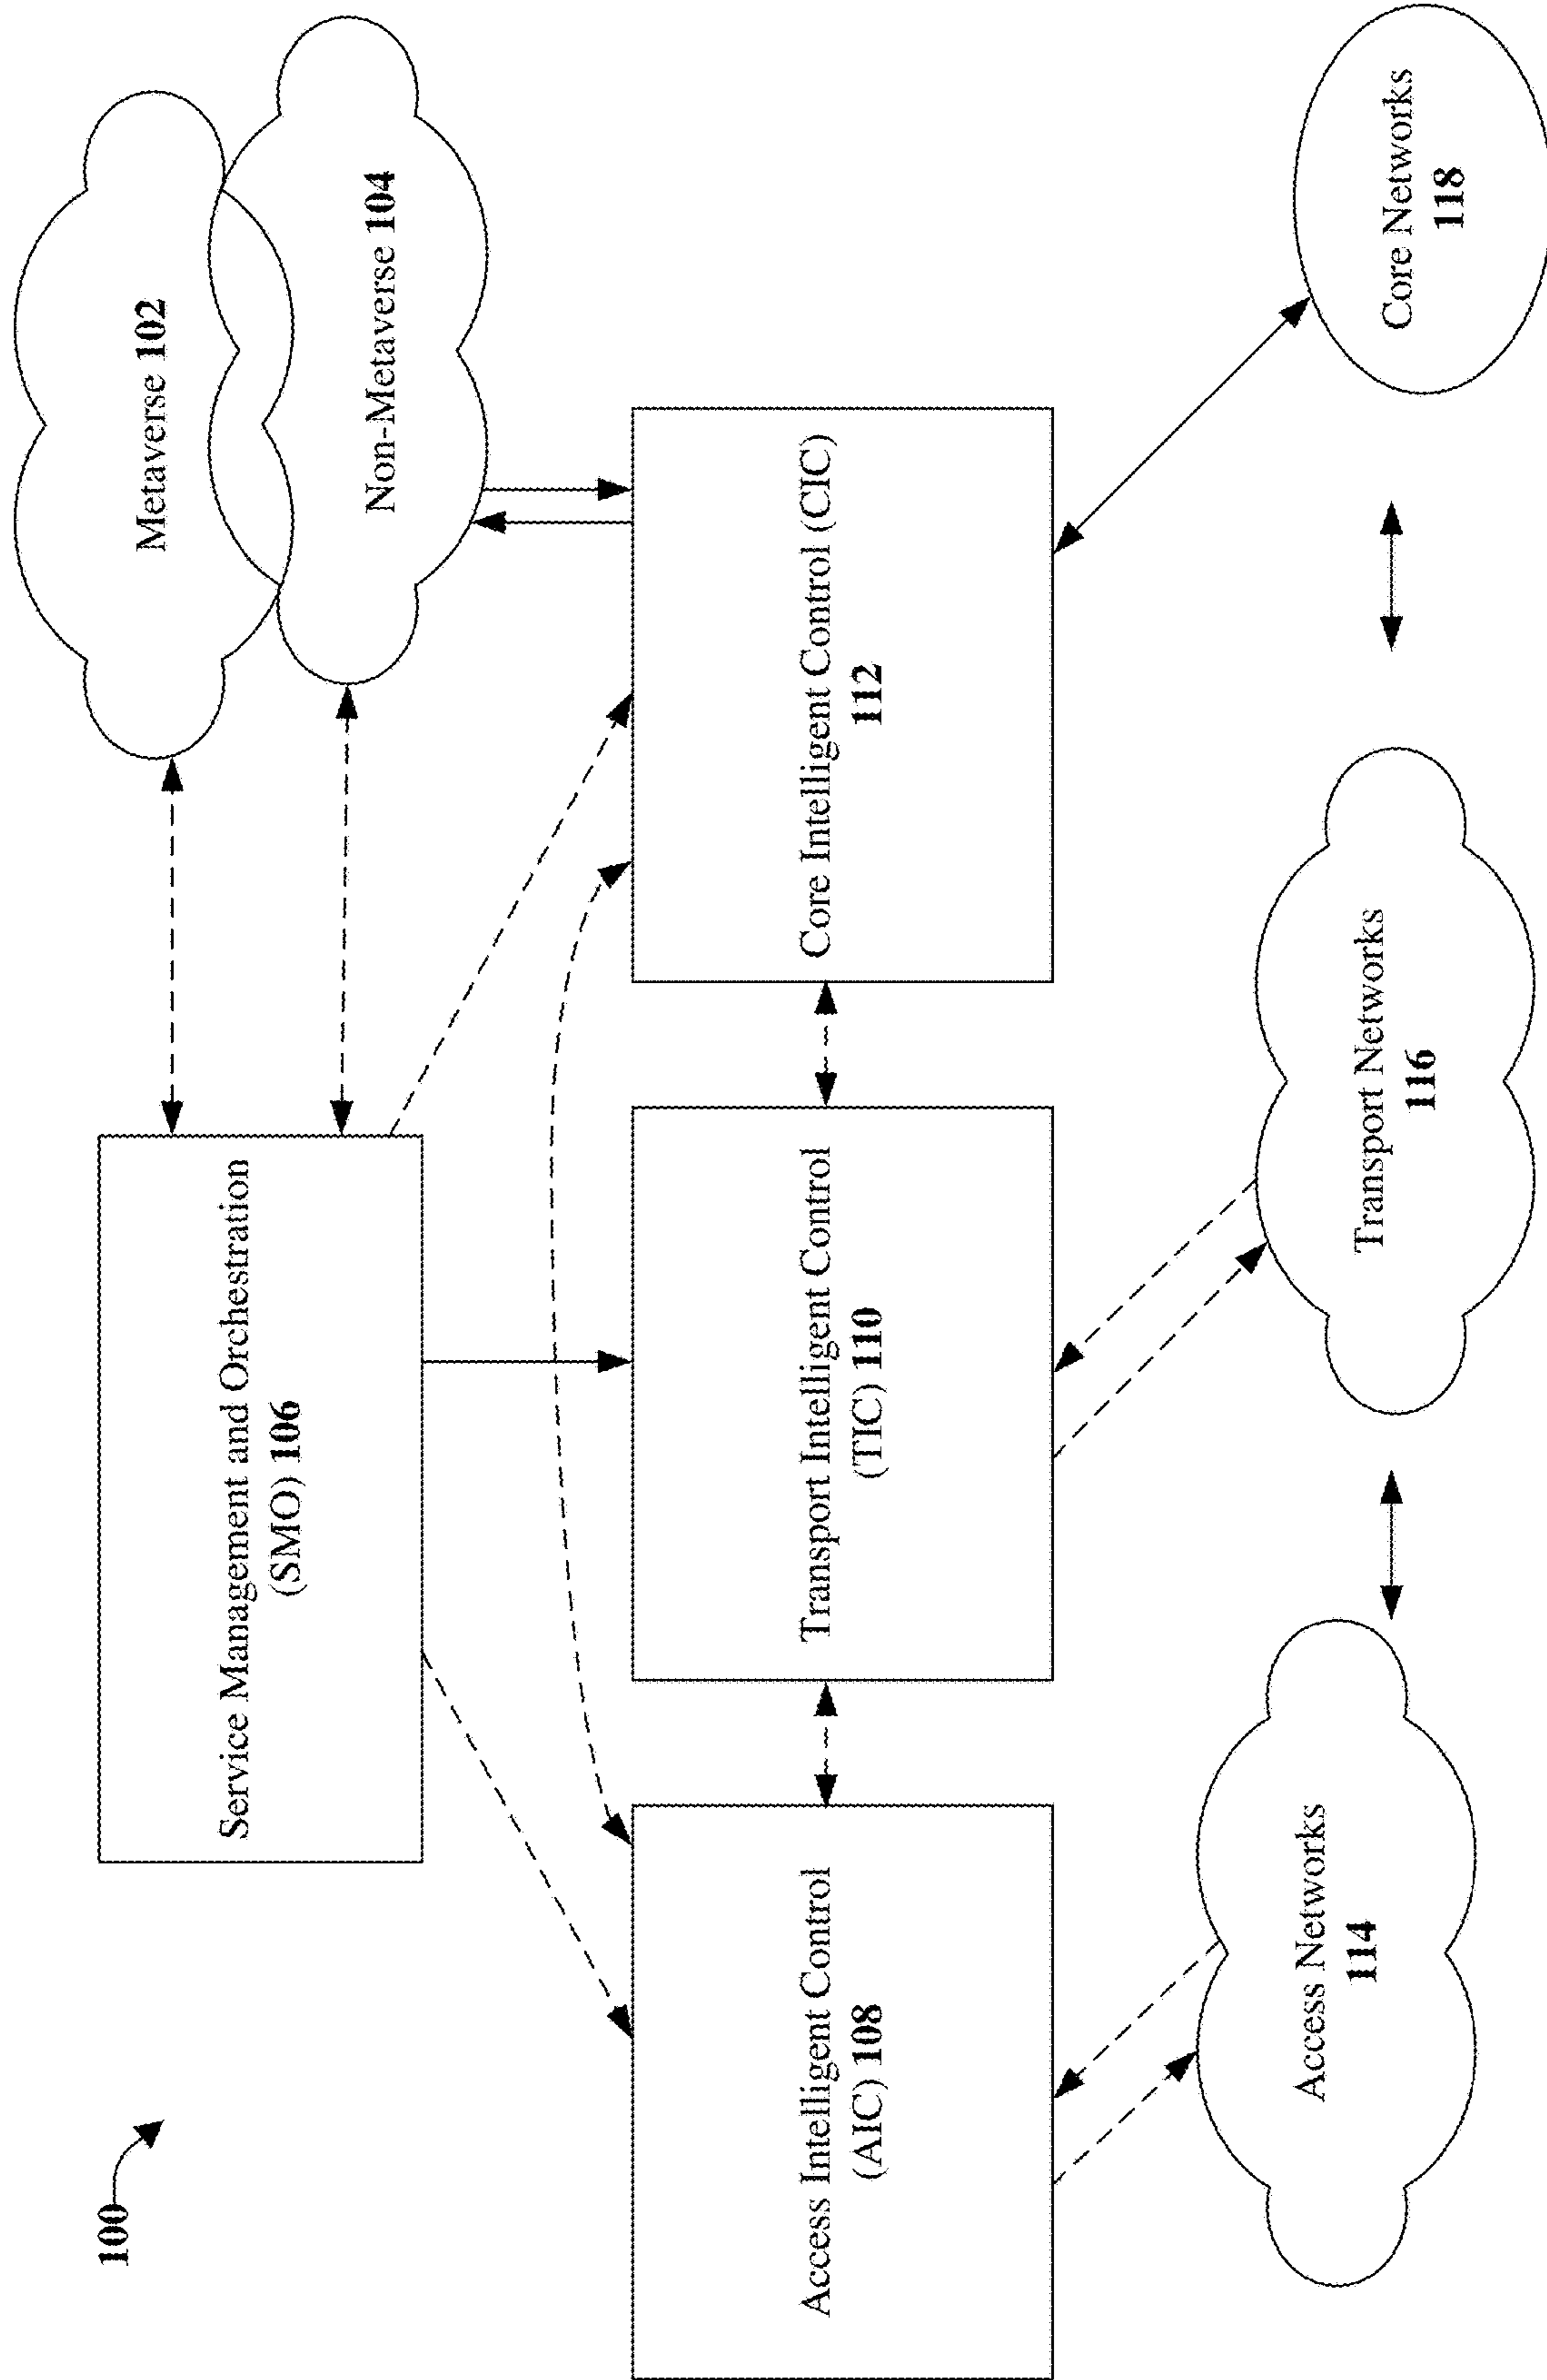 100
Service Management and Orchestration
(SMO) 106
Metaverse 102
Non-Metaverse 104
Access Intelligent Control
(AIC) 108
Transport Intelligent Control
(TIC) 110
Core Intelligent Control (CIC)
112
Access Networks
114
Transport Networks
116
Core Networks
118